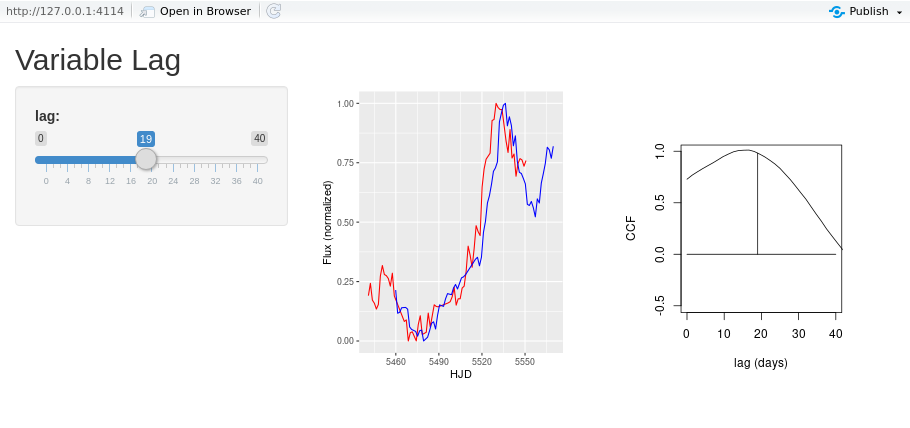 http://127.0.0.1:4114 Open in Browser Publish
Variable Lag
lag:
0 19 40
0 4 8 12 16 20 24 28 32 36 40
1.00
0.75
0.50
0.25
0.00
Flux (normalized)
5460 5490 5520 5550
HJD
1.0
0.5
0.0
-0.5
CCF
0 10 20 30 40
lag (days)